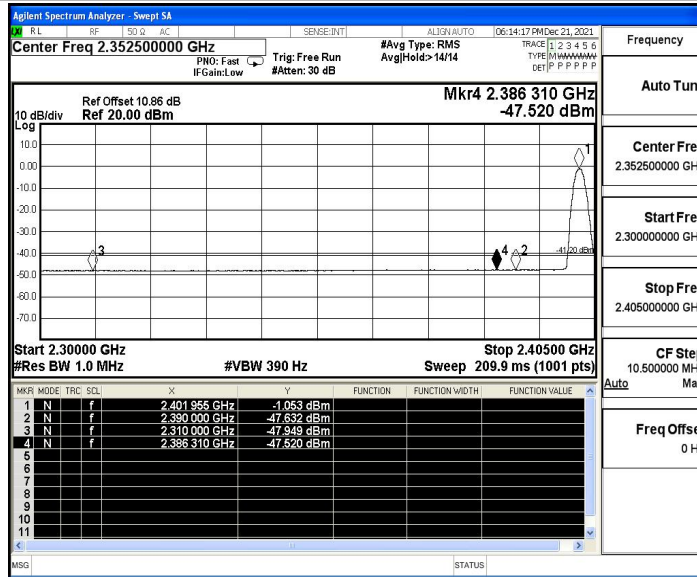 Agilent Spectrum Analyzer - Swept SA
RL RF 50 Ω AC SENSE:INT ALIGN AUTO 06:14:17 PM Dec 21, 2021
Center Freq 2.352500000 GHz
PNO: Fast
IFGain:Low
Trig: Free Run
#Atten: 30 dB
#Avg Type: RMS
Avg|Hold:> 14/14
TRACE 1 2 3 4 5 6
TYPE MWWWWW
DET P P P P P P
Ref Offset 10.86 dB
10 dB/div Ref 20.00 dBm
Log
Mkr4 2.386 310 GHz
-47.520 dBm
10.0
0.00
-10.0
-20.0
-30.0
-40.0
-50.0
-60.0
-70.0
1
3
4
2
-41.20 dBm
Start 2.30000 GHz Stop 2.40500 GHz
#Res BW 1.0 MHz #VBW 390 Hz Sweep 209.9 ms (1001 pts)
MKR MODE TRC SCL X Y FUNCTION FUNCTION WIDTH FUNCTION VALUE
1 N f 2.401 955 GHz -1.053 dBm
2 N f 2.390 000 GHz -47.632 dBm
3 N f 2.310 000 GHz -47.949 dBm
4 N f 2.386 310 GHz -47.520 dBm
5
6
7
8
9
10
11
MSG STATUS
Frequency
Auto Tun
Center Fre
2.352500000 GH
Start Fre
2.300000000 GH
Stop Fre
2.405000000 GH
CF Ste
10.500000 MH
Auto Ma
Freq Offse
0 H